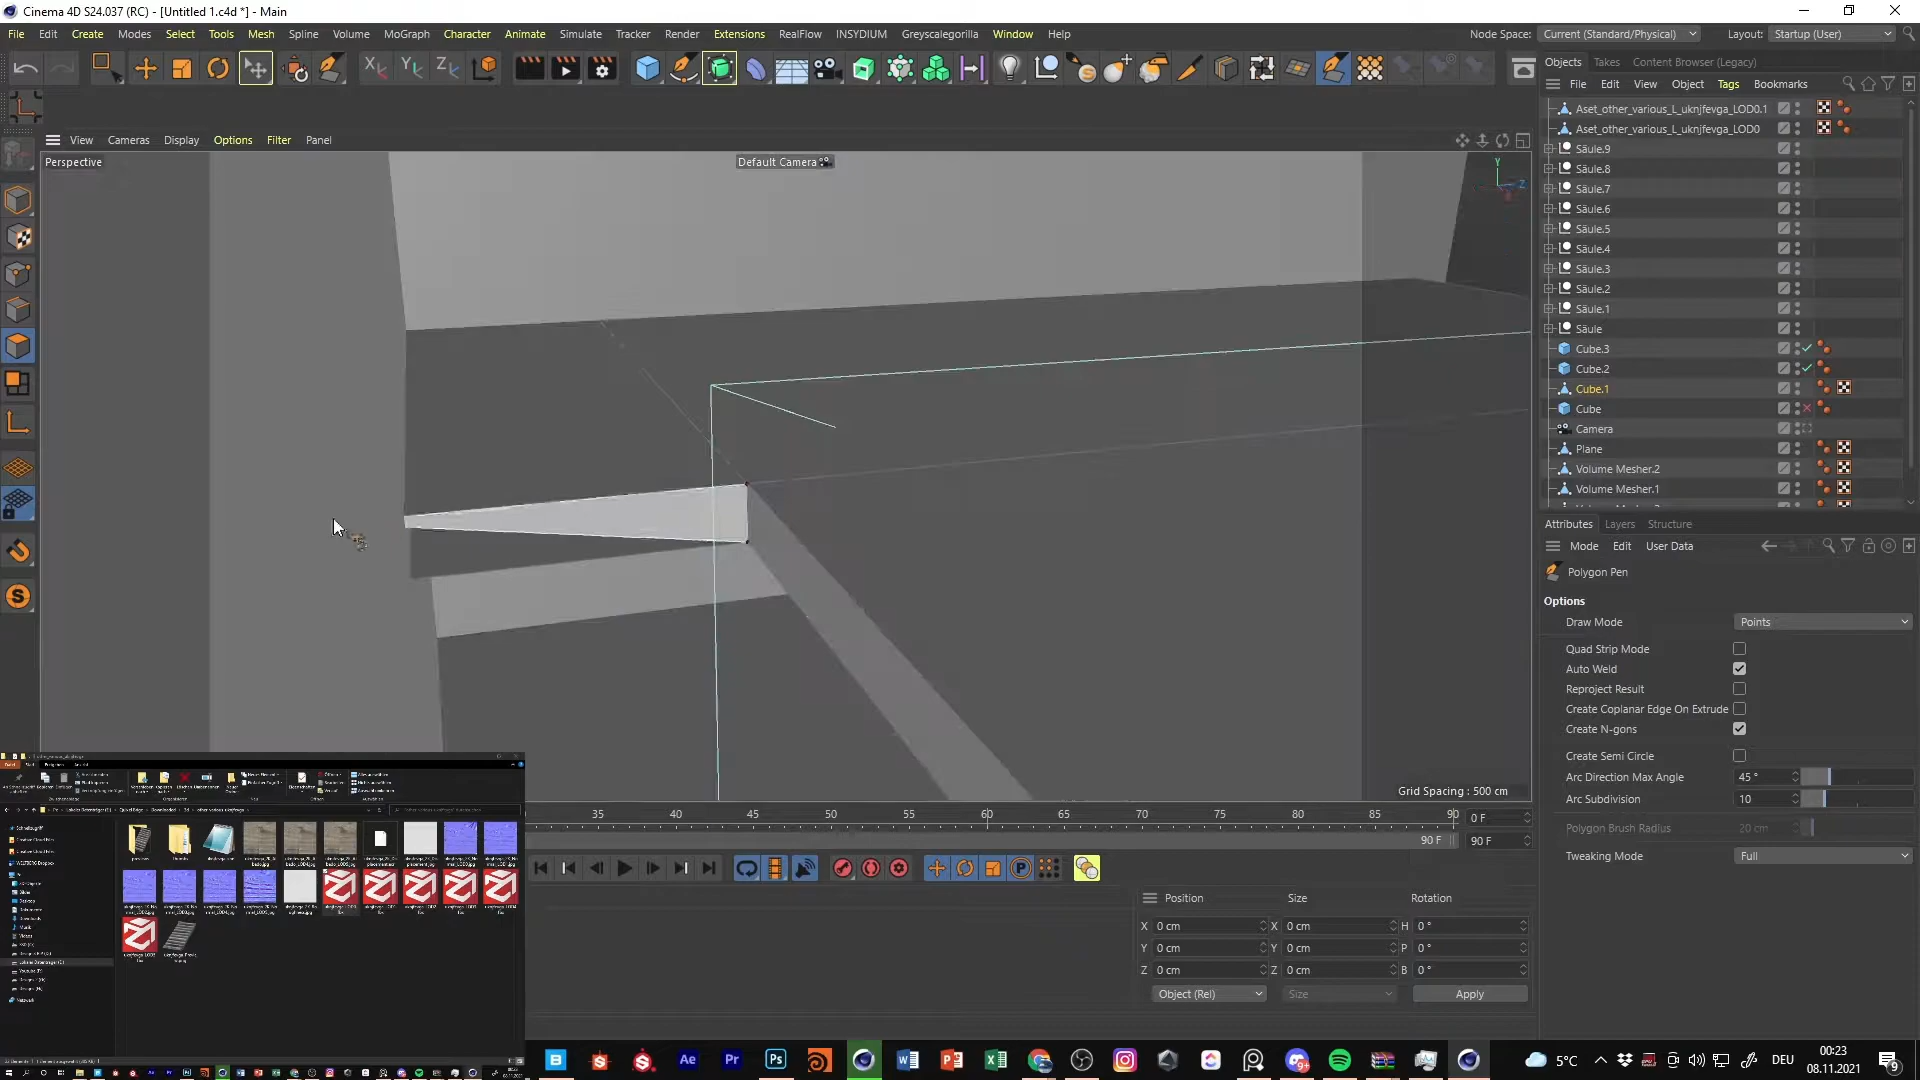 Cinema 4D S24.037 (RC) - [Untitled 1.c4d *] - Main
File Edit Create Modes Select Tools Mesh Spline Volume MoGraph Character Animate Simulate Tracker Render Extensions RealFlow INSYDIUM Greyscalegorilla Window Help
Node Space: Current (Standard/Physical) Layout: Startup (User)
Objects Takes Content Browser (Legacy)
File Edit View Object Tags Bookmarks
View Cameras Display Options Filter Panel
Perspective
Default Camera
Y
Z
Aset_other_various_L_uknjfevga_LOD0.1
Aset_other_various_L_uknjfevga_LOD0
Säule.9
Säule.8
Säule.7
Säule.6
Säule.5
Säule.4
Säule.3
Säule.2
Säule.1
Säule
Cube.3
Cube.2
Cube.1
Cube
Camera
Plane
Volume Mesher.2
Volume Mesher.1
Attributes Layers Structure
Mode Edit User Data
Polygon Pen
Options
Draw Mode Points
Quad Strip Mode
Auto Weld
Reproject Result
Create Coplanar Edge On Extrude
Create N-gons
Create Semi Circle
Arc Direction Max Angle 45 °
Arc Subdivision 10
Polygon Brush Radius 20 cm
Tweaking Mode Full
Grid Spacing : 500 cm
35 40 45 50 55 60 65 70 75 80 85 90 0 F
90 F 90 F
Position Size Rotation
X 0 cm X 0 cm H 0 °
Y 0 cm Y 0 cm P 0 °
Z 0 cm Z 0 cm B 0 °
Object (Rel) Size Apply
5°C DEU 00:23
08.11.2021
9